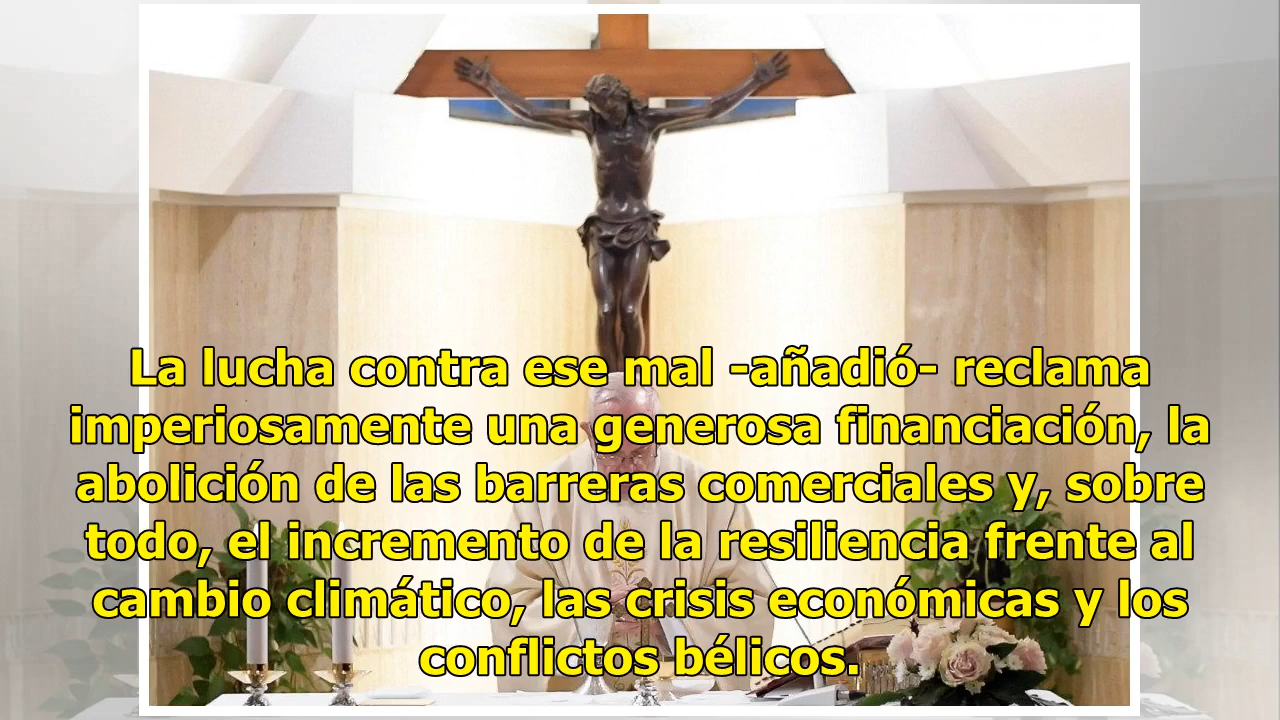 La lucha contra ese mal -añadió- reclama
imperiosamente una generosa financiación, la
abolición de las barreras comerciales y, sobre
todo, el incremento de la resiliencia frente al
cambio climático, las crisis económicas y los
conflictos bélicos.